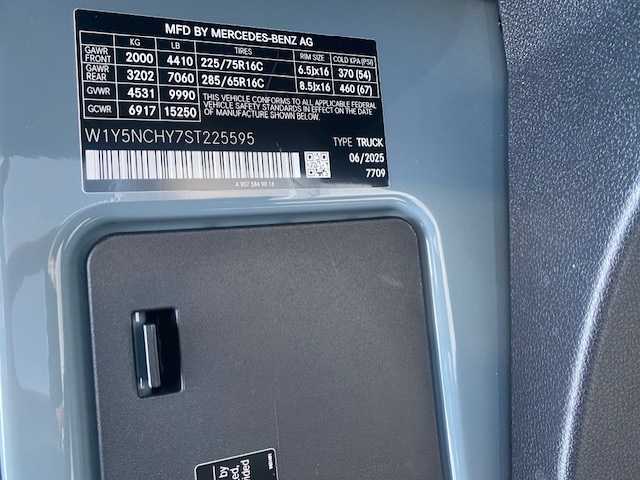 MFD BY MERCEDES-BENZ AG
KG LB TIRES RIM SIZE COLD KPA (PSI)
GAWR FRONT 2000 4410 225/75R16C 6.5jx16 370 (54)
GAWR REAR 3202 7060 285/65R16C 8.5jx16 460 (67)
GVWR 4531 9990
GCWR 6917 15250
THIS VEHICLE CONFORMS TO ALL APPLICABLE FEDERAL
VEHICLE SAFETY STANDARDS IN EFFECT ON THE DATE
OF MANUFACTURE SHOWN BELOW.
W1Y5NCHY7ST225595
TYPE TRUCK
06/2025
7709
by